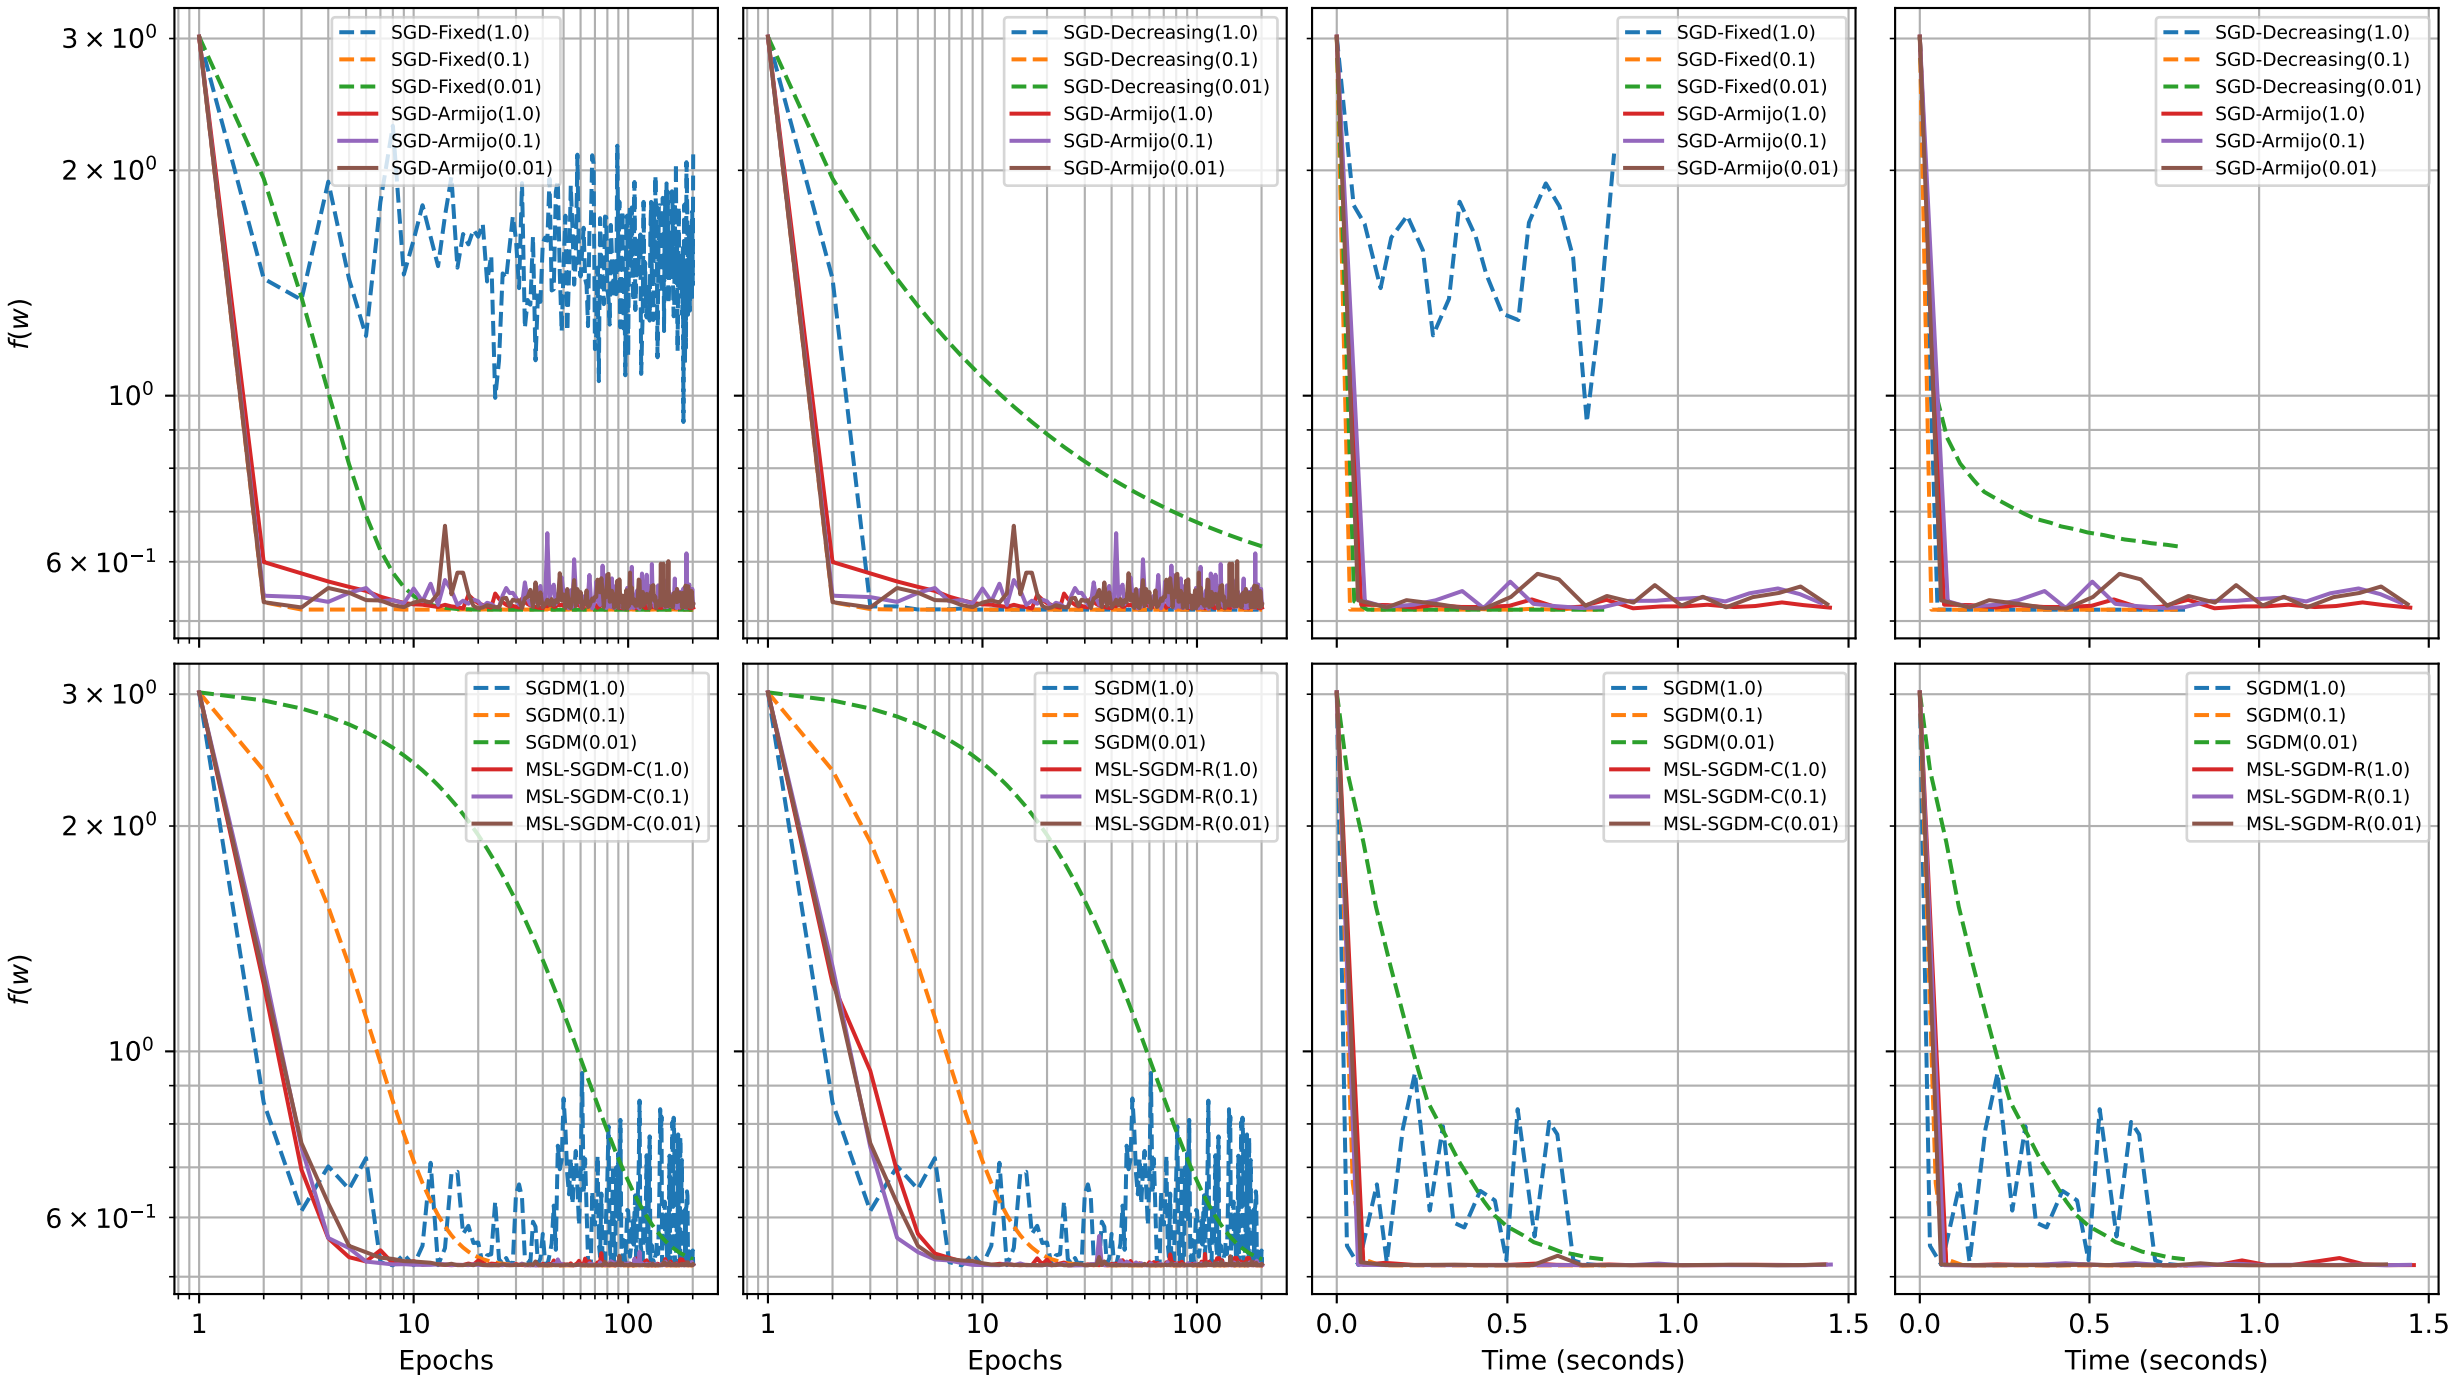 f(w)
3 × 10⁰
2 × 10⁰
10⁰
6 × 10⁻¹
SGD-Fixed(1.0)
SGD-Fixed(0.1)
SGD-Fixed(0.01)
SGD-Armijo(1.0)
SGD-Armijo(0.1)
SGD-Armijo(0.01)
SGD-Decreasing(1.0)
SGD-Decreasing(0.1)
SGD-Decreasing(0.01)
SGD-Armijo(1.0)
SGD-Armijo(0.1)
SGD-Armijo(0.01)
SGD-Fixed(1.0)
SGD-Fixed(0.1)
SGD-Fixed(0.01)
SGD-Armijo(1.0)
SGD-Armijo(0.1)
SGD-Armijo(0.01)
SGD-Decreasing(1.0)
SGD-Decreasing(0.1)
SGD-Decreasing(0.01)
SGD-Armijo(1.0)
SGD-Armijo(0.1)
SGD-Armijo(0.01)
f(w)
3 × 10⁰
2 × 10⁰
10⁰
6 × 10⁻¹
SGDM(1.0)
SGDM(0.1)
SGDM(0.01)
MSL-SGDM-C(1.0)
MSL-SGDM-C(0.1)
MSL-SGDM-C(0.01)
1 10 100
Epochs
SGDM(1.0)
SGDM(0.1)
SGDM(0.01)
MSL-SGDM-R(1.0)
MSL-SGDM-R(0.1)
MSL-SGDM-R(0.01)
1 10 100
Epochs
SGDM(1.0)
SGDM(0.1)
SGDM(0.01)
MSL-SGDM-C(1.0)
MSL-SGDM-C(0.1)
MSL-SGDM-C(0.01)
0.0 0.5 1.0 1.5
Time (seconds)
SGDM(1.0)
SGDM(0.1)
SGDM(0.01)
MSL-SGDM-R(1.0)
MSL-SGDM-R(0.1)
MSL-SGDM-R(0.01)
0.0 0.5 1.0 1.5
Time (seconds)